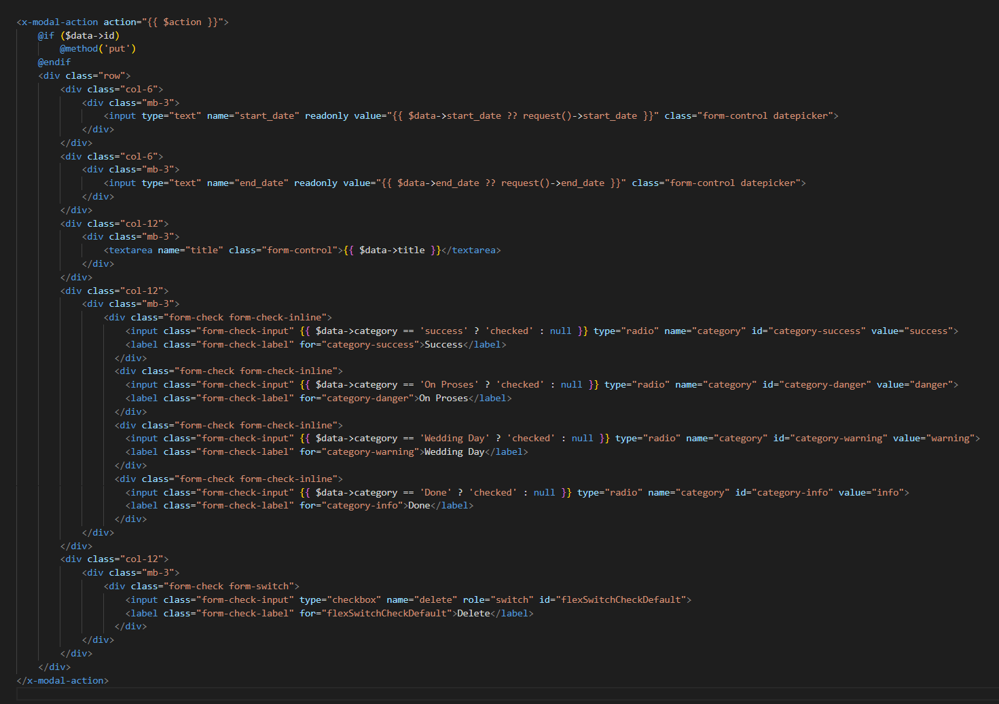 <x-modal-action action="{{ $action }}">
    @if ($data->id)
        @method('put')
    @endif
    <div class="row">
        <div class="col-6">
            <div class="mb-3">
                <input type="text" name="start_date" readonly value="{{ $data->start_date ?? request()->start_date }}" class="form-control datepicker">
            </div>
        </div>
        <div class="col-6">
            <div class="mb-3">
                <input type="text" name="end_date" readonly value="{{ $data->end_date ?? request()->end_date }}" class="form-control datepicker">
            </div>
        </div>
        <div class="col-12">
            <div class="mb-3">
                <textarea name="title" class="form-control">{{ $data->title }}</textarea>
            </div>
        </div>
        <div class="col-12">
            <div class="mb-3">
                <div class="form-check form-check-inline">
                    <input class="form-check-input" {{ $data->category == 'success' ? 'checked' : null }} type="radio" name="category" id="category-success" value="success">
                    <label class="form-check-label" for="category-success">Success</label>
                  </div>
                  <div class="form-check form-check-inline">
                    <input class="form-check-input" {{ $data->category == 'On Proses' ? 'checked' : null }} type="radio" name="category" id="category-danger" value="danger">
                    <label class="form-check-label" for="category-danger">On Proses</label>
                  </div>
                  <div class="form-check form-check-inline">
                    <input class="form-check-input" {{ $data->category == 'Wedding Day' ? 'checked' : null }} type="radio" name="category" id="category-warning" value="warning">
                    <label class="form-check-label" for="category-warning">Wedding Day</label>
                  </div>
                  <div class="form-check form-check-inline">
                    <input class="form-check-input" {{ $data->category == 'Done' ? 'checked' : null }} type="radio" name="category" id="category-info" value="info">
                    <label class="form-check-label" for="category-info">Done</label>
                  </div>
            </div>
        </div>
        <div class="col-12">
            <div class="mb-3">
                <div class="form-check form-switch">
                    <input class="form-check-input" type="checkbox" name="delete" role="switch" id="flexSwitchCheckDefault">
                    <label class="form-check-label" for="flexSwitchCheckDefault">Delete</label>
                  </div>
            </div>
        </div>
    </div>
</x-modal-action>